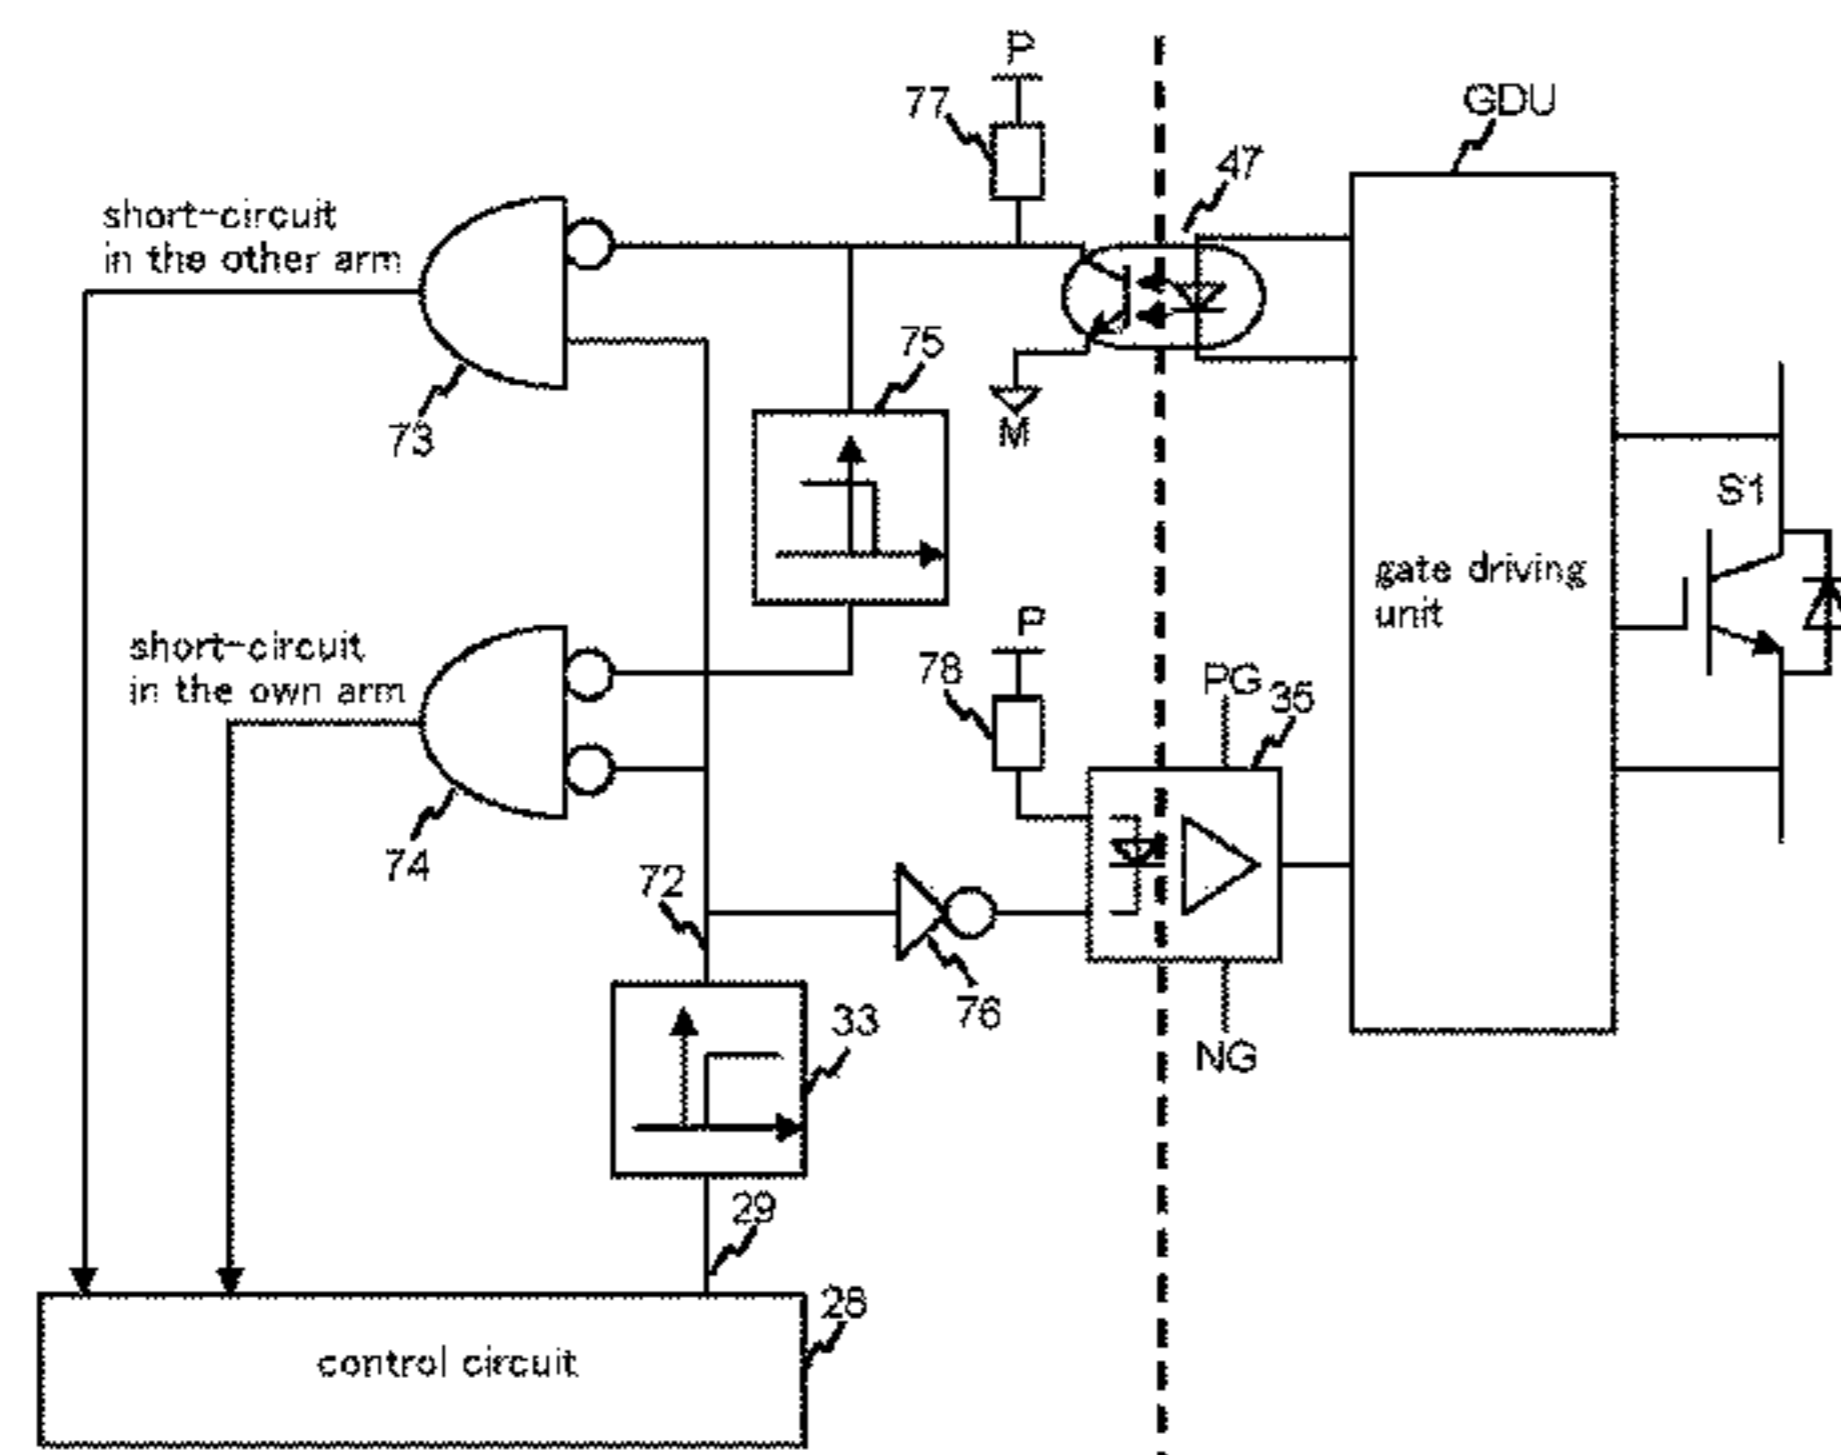 P
77
GDU
47
short-circuit
in the other arm
75
73
M
S1
gate driving
unit
P
short-circuit
in the own arm
78
PG
35
74
72
76
33
NG
29
28
control circuit